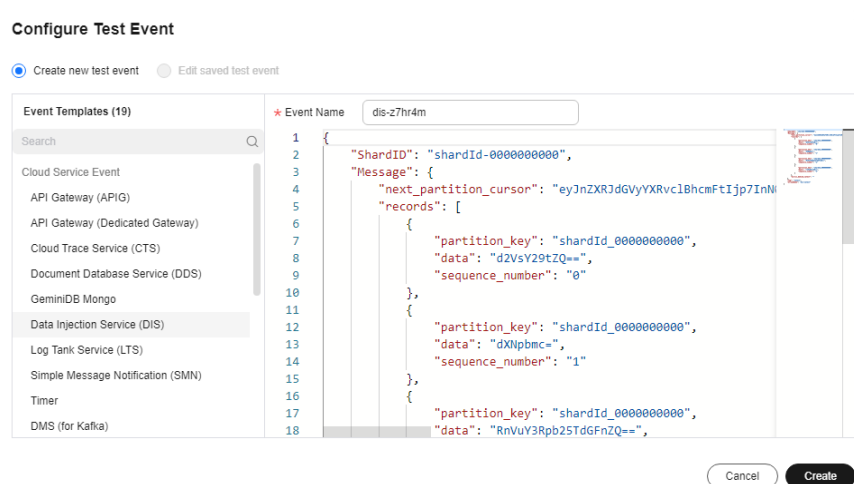 Configure Test Event
Create new test event Edit saved test event
Event Templates (19)
Search
Cloud Service Event
API Gateway (APIG)
API Gateway (Dedicated Gateway)
Cloud Trace Service (CTS)
Document Database Service (DDS)
GeminiDB Mongo
Data Injection Service (DIS)
Log Tank Service (LTS)
Simple Message Notification (SMN)
Timer
DMS (for Kafka)
* Event Name dis-z7hr4m
1 {
2 "ShardID": "shardId-0000000000",
3 "Message": {
4 "next_partition_cursor": "eyJnZXRJdGVyYXRvclBhcmFtIjp7InN
5 "records": [
6 {
7 "partition_key": "shardId_0000000000",
8 "data": "d2VsY29tZQ==",
9 "sequence_number": "0"
10 },
11 {
12 "partition_key": "shardId_0000000000",
13 "data": "dXNpbmc=",
14 "sequence_number": "1"
15 },
16 {
17 "partition_key": "shardId_0000000000",
18 "data": "RnVuY3Rpb25TdGFnZQ==",
Cancel Create